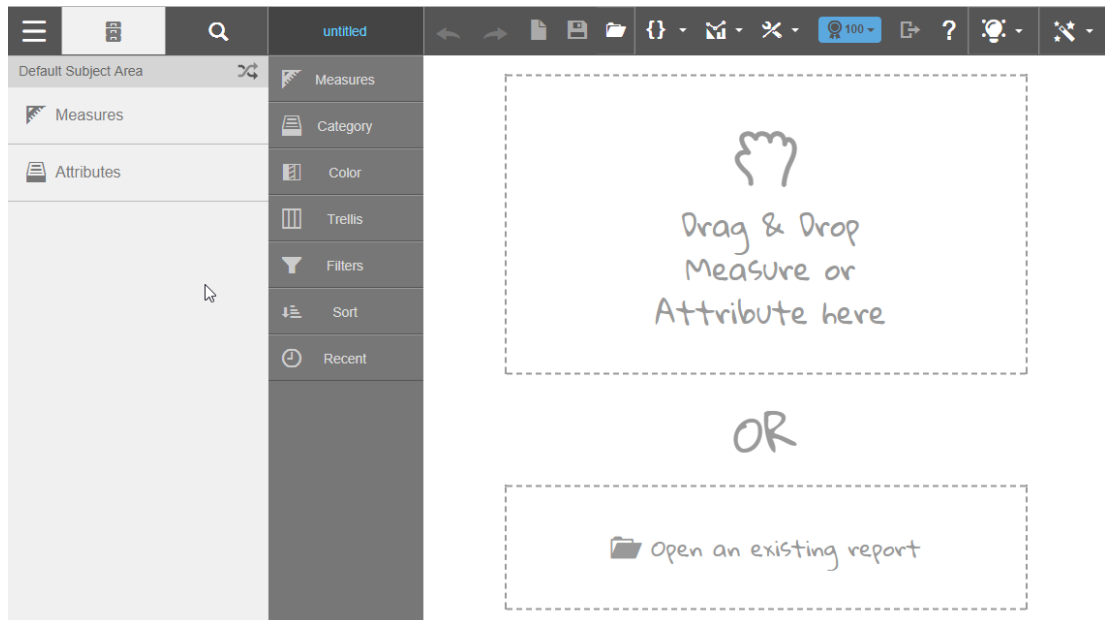 untitled
{}
100
?
Default Subject Area
Measures
Attributes
Measures
Category
Color
Trellis
Filters
Sort
Recent
Drag & Drop
Measure or
Attribute here
OR
Open an existing report